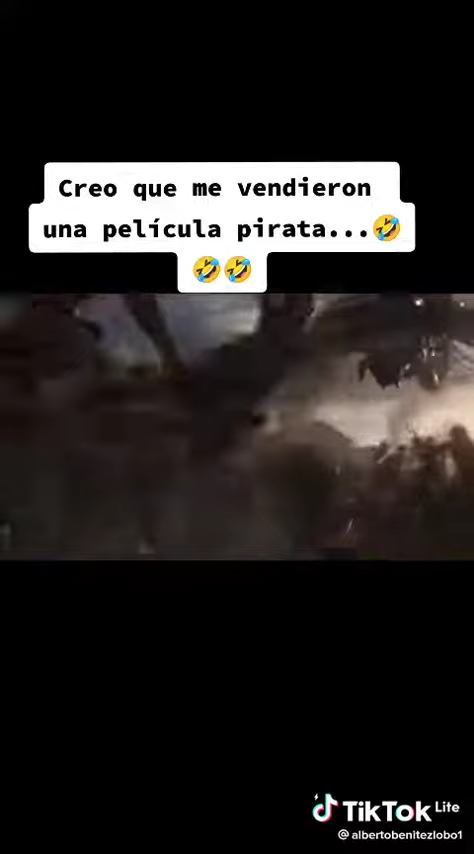 Creo que me vendieron
una película pirata...🤣
🤣🤣
TikTok Lite
@albertobenitezlobo1